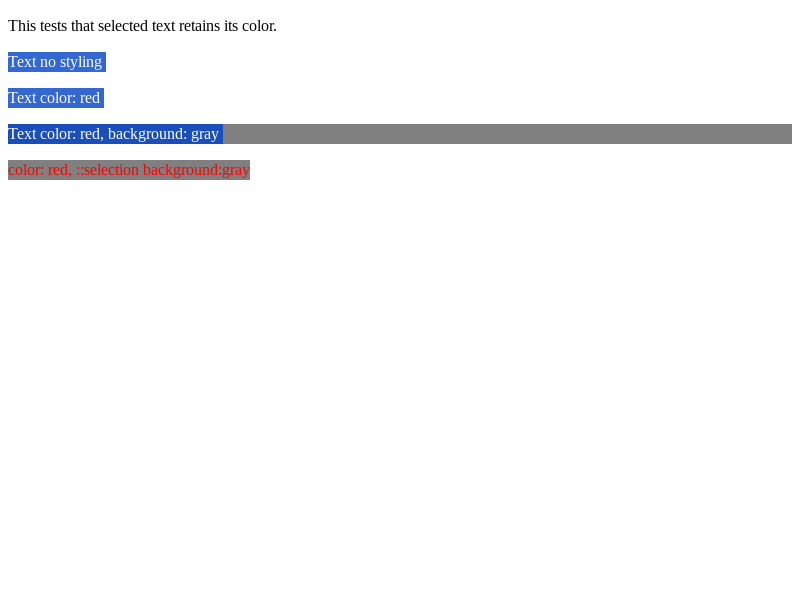 This tests that selected text retains its color.
Text no styling
Text color: red
Text color: red, background: gray
color: red, ::selection background:gray